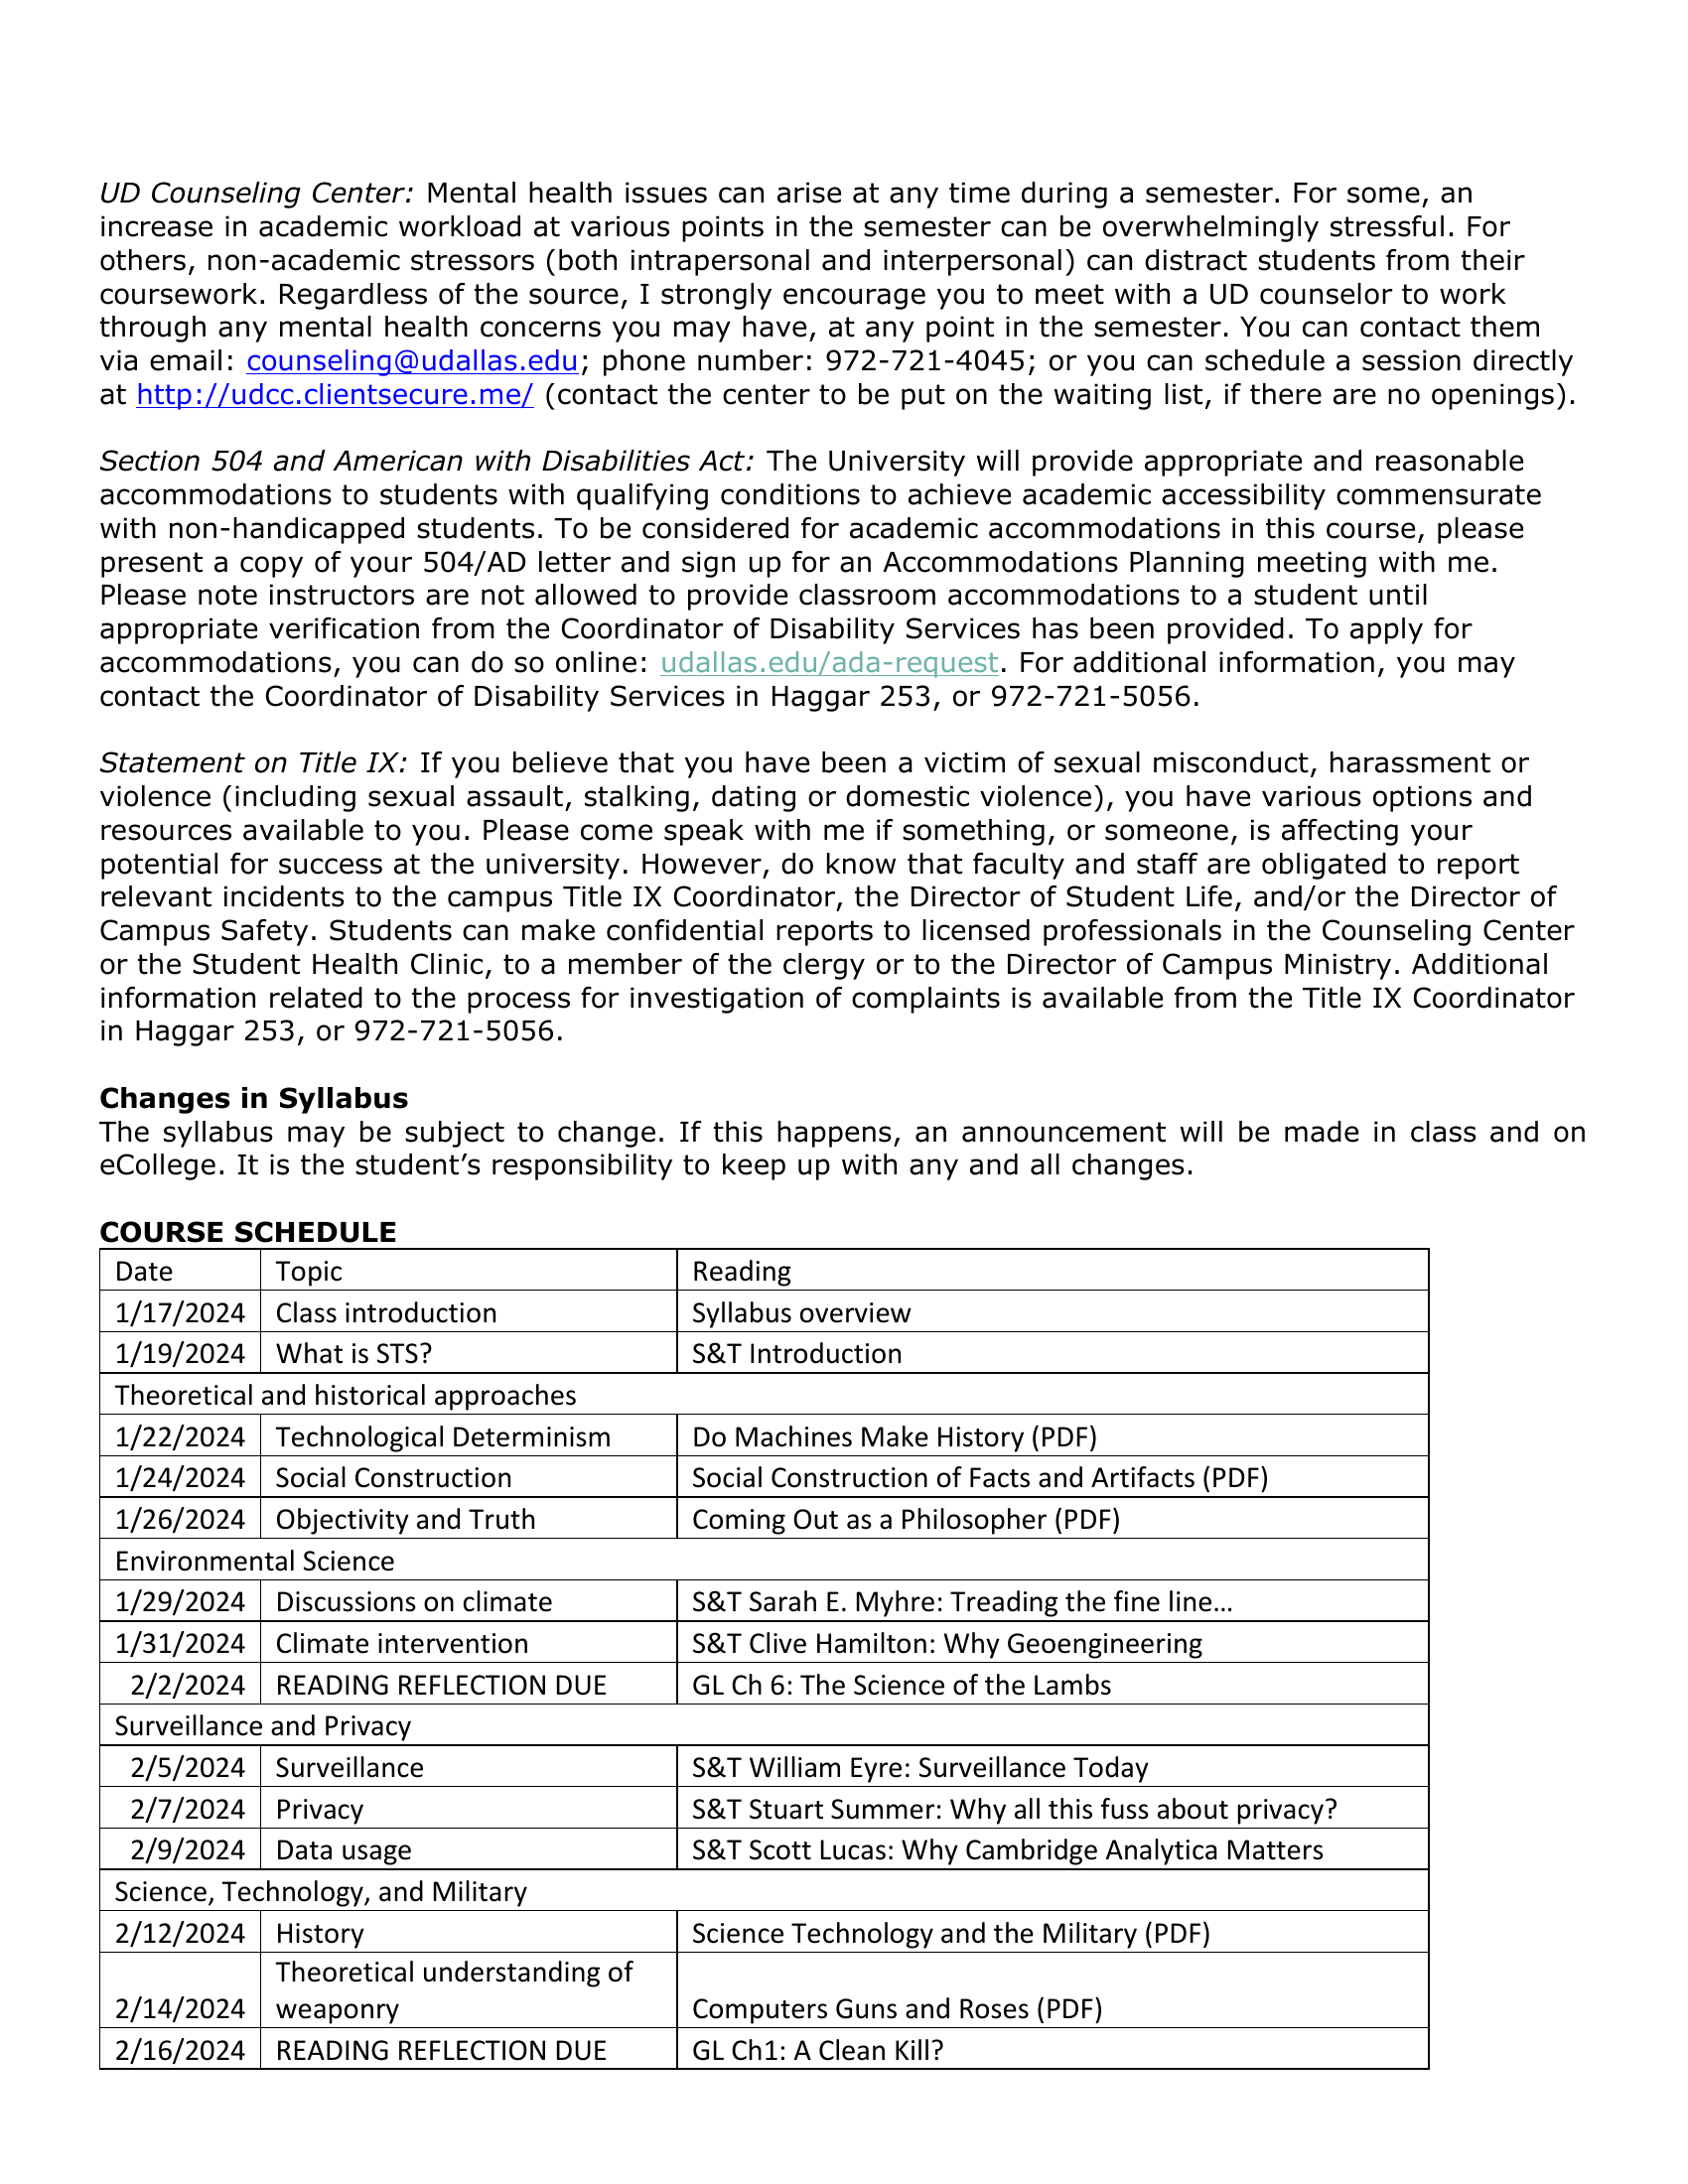 UD Counseling Center: Mental health issues can arise at any time during a semester. For some, an
increase in academic workload at various points in the semester can be overwhelmingly stressful. For
others, non-academic stressors (both intrapersonal and interpersonal) can distract students from their
coursework. Regardless of the source, I strongly encourage you to meet with a UD counselor to work
through any mental health concerns you may have, at any point in the semester. You can contact them
via email: counseling@udallas.edu; phone number: 972-721-4045; or you can schedule a session directly
at http://udcc.clientsecure.me/ (contact the center to be put on the waiting list, if there are no openings).
Section 504 and American with Disabilities Act: The University will provide appropriate and reasonable
accommodations to students with qualifying conditions to achieve academic accessibility commensurate
with non-handicapped students. To be considered for academic accommodations in this course, please
present a copy of your 504/AD letter and sign up for an Accommodations Planning meeting with me.
Please note instructors are not allowed to provide classroom accommodations to a student until
appropriate verification from the Coordinator of Disability Services has been provided. To apply for
accommodations, you can do so online: udallas.edu/ada-request. For additional information, you may
contact the Coordinator of Disability Services in Haggar 253, or 972-721-5056.
Statement on Title IX: If you believe that you have been a victim of sexual misconduct, harassment or
violence (including sexual assault, stalking, dating or domestic violence), you have various options and
resources available to you. Please come speak with me if something, or someone, is affecting your
potential for success at the university. However, do know that faculty and staff are obligated to report
relevant incidents to the campus Title IX Coordinator, the Director of Student Life, and/or the Director of
Campus Safety. Students can make confidential reports to licensed professionals in the Counseling Center
or the Student Health Clinic, to a member of the clergy or to the Director of Campus Ministry. Additional
information related to the process for investigation of complaints is available from the Title IX Coordinator
in Haggar 253, or 972-721-5056.
Changes in Syllabus
The syllabus may be subject to change. If this happens, an announcement will be made in class and on
eCollege. It is the student’s responsibility to keep up with any and all changes.
COURSE SCHEDULE
Date Topic Reading
1/17/2024 Class introduction Syllabus overview
1/19/2024 What is STS? S&T Introduction
Theoretical and historical approaches
1/22/2024 Technological Determinism Do Machines Make History (PDF)
1/24/2024 Social Construction Social Construction of Facts and Artifacts (PDF)
1/26/2024 Objectivity and Truth Coming Out as a Philosopher (PDF)
Environmental Science
1/29/2024 Discussions on climate S&T Sarah E. Myhre: Treading the fine line…
1/31/2024 Climate intervention S&T Clive Hamilton: Why Geoengineering
2/2/2024 READING REFLECTION DUE GL Ch 6: The Science of the Lambs
Surveillance and Privacy
2/5/2024 Surveillance S&T William Eyre: Surveillance Today
2/7/2024 Privacy S&T Stuart Summer: Why all this fuss about privacy?
2/9/2024 Data usage S&T Scott Lucas: Why Cambridge Analytica Matters
Science, Technology, and Military
2/12/2024 History Science Technology and the Military (PDF)
Theoretical understanding of
2/14/2024 weaponry Computers Guns and Roses (PDF)
2/16/2024 READING REFLECTION DUE GL Ch1: A Clean Kill?